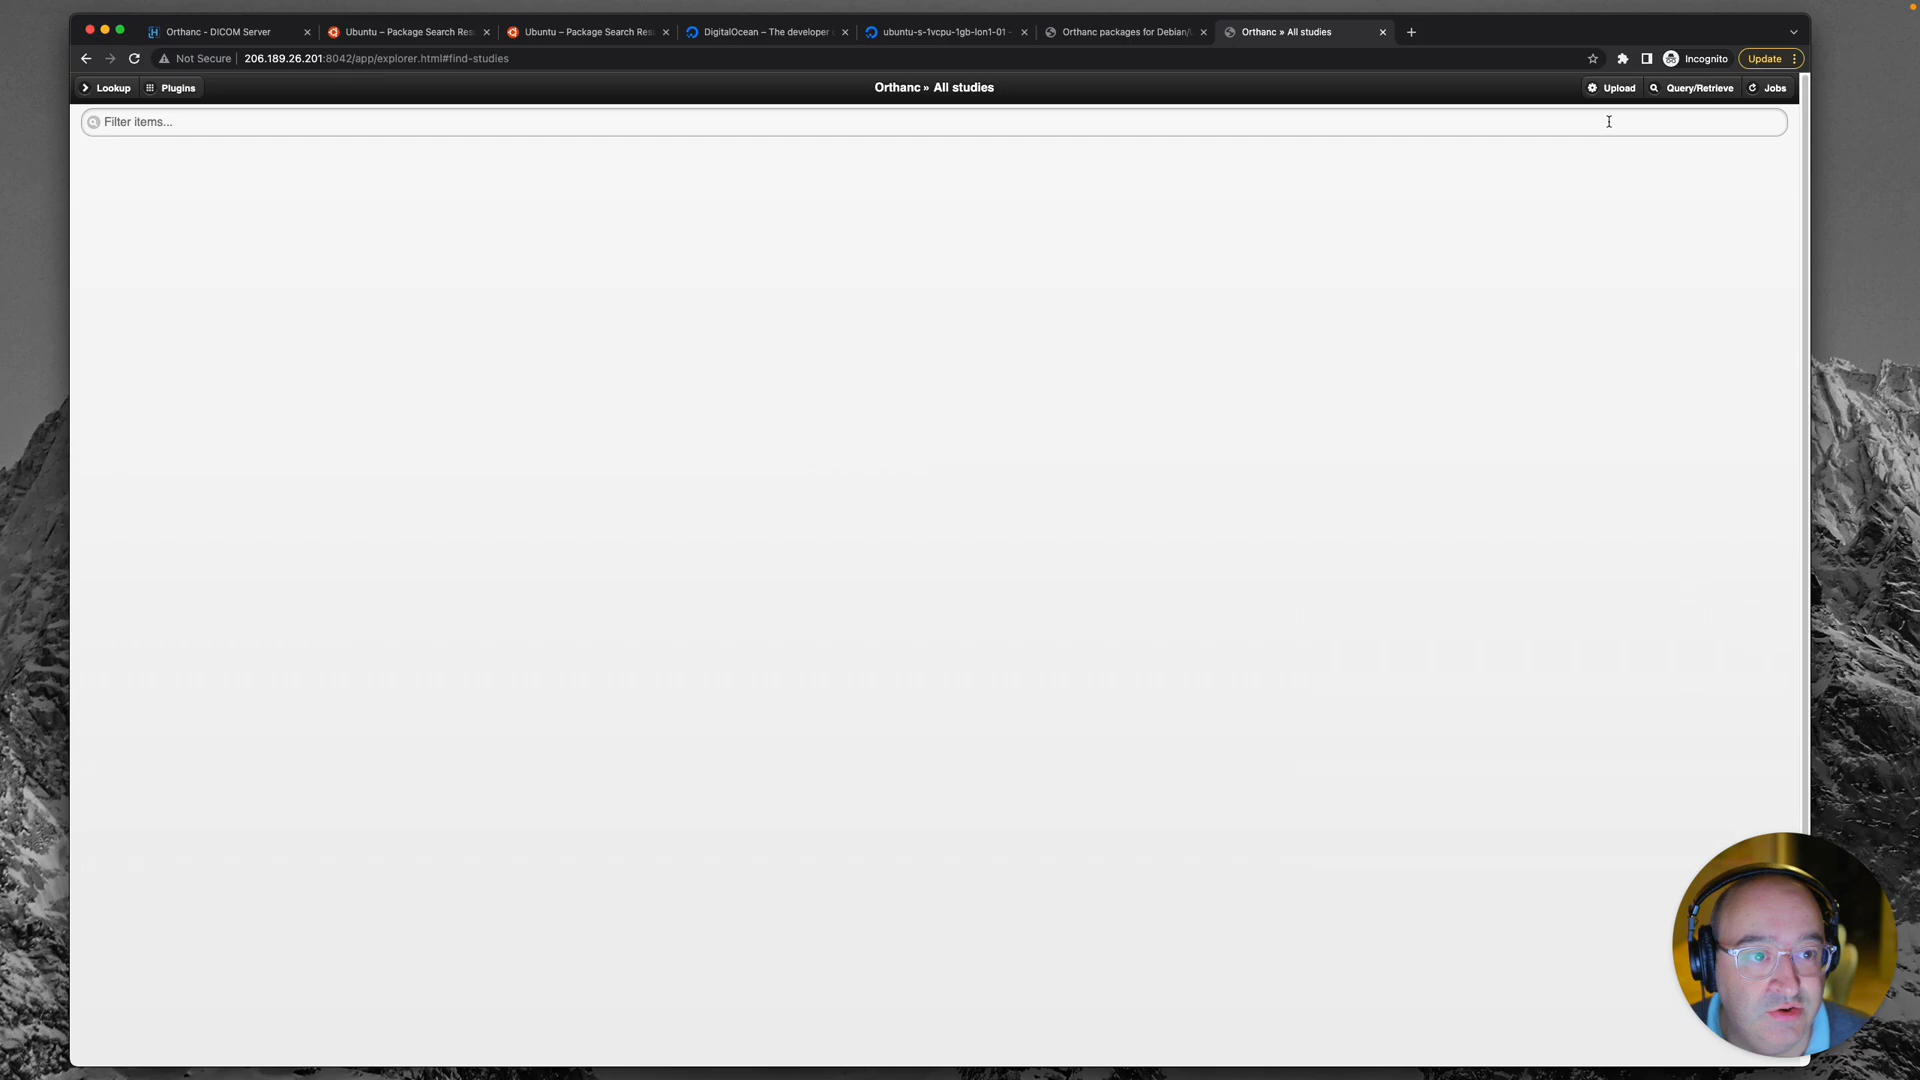 Orthanc - DICOM Server
Ubuntu – Package Search Res
Ubuntu – Package Search Res
DigitalOcean – The developer
ubuntu-s-1vcpu-1gb-lon1-01
Orthanc packages for Debian/
Orthanc » All studies
Not Secure
206.189.26.201:8042/app/explorer.html#find-studies
Incognito
Update
Lookup
Plugins
Orthanc » All studies
Upload
Query/Retrieve
Jobs
Filter items...